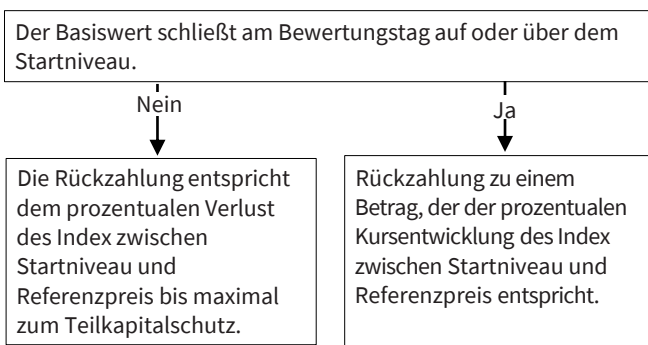 Der Basiswert schließt am Bewertungstag auf oder über dem
Startniveau.
Nein
Ja
Die Rückzahlung entspricht
dem prozentualen Verlust
des Index zwischen
Startniveau und
Referenzpreis bis maximal
zum Teilkapitalschutz.
Rückzahlung zu einem
Betrag, der der prozentualen
Kursentwicklung des Index
zwischen Startniveau und
Referenzpreis entspricht.